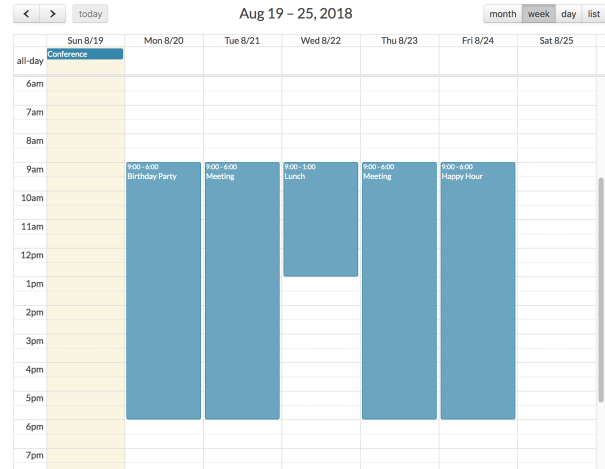 today
Aug 19 – 25, 2018
month week day list
Sun 8/19 Mon 8/20 Tue 8/21 Wed 8/22 Thu 8/23 Fri 8/24 Sat 8/25
all-day Conference
6am
7am
8am
9am
9:00 - 6:00 9:00 - 6:00 9:00 - 1:00 9:00 - 6:00 9:00 - 6:00
Birthday Party Meeting Lunch Meeting Happy Hour
10am
11am
12pm
1pm
2pm
3pm
4pm
5pm
6pm
7pm